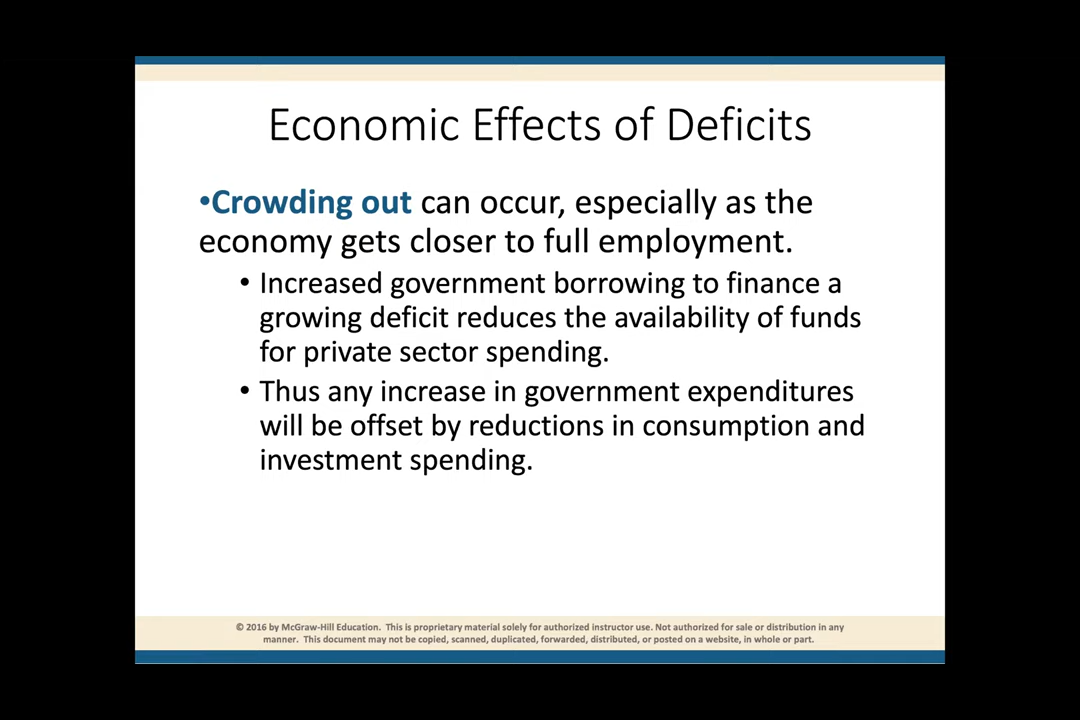 Economic Effects of Deficits
•Crowding out can occur, especially as the
economy gets closer to full employment.
• Increased government borrowing to finance a
growing deficit reduces the availability of funds
for private sector spending.
• Thus any increase in government expenditures
will be offset by reductions in consumption and
investment spending.
© 2016 by McGraw-Hill Education. This is proprietary material solely for authorized instructor use. Not authorized for sale or distribution in any
manner. This document may not be copied, scanned, duplicated, forwarded, distributed, or posted on a website, in whole or part.